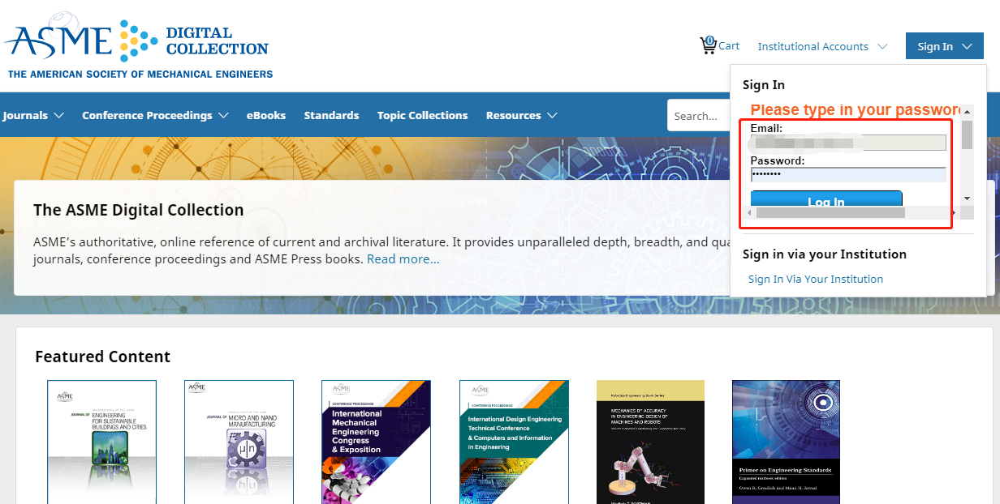 ASME DIGITAL COLLECTION
THE AMERICAN SOCIETY OF MECHANICAL ENGINEERS
0 Cart
Institutional Accounts
Sign In
Journals
Conference Proceedings
eBooks
Standards
Topic Collections
Resources
Search...
Sign In
Please type in your password
Email:
Password:
••••••••
Log In
Sign in via your Institution
Sign In Via Your Institution
The ASME Digital Collection
ASME's authoritative, online reference of current and archival literature. It provides unparalleled depth, breadth, and qua
journals, conference proceedings and ASME Press books. Read more...
Featured Content
ASME
JOURNAL OF ENGINEERING
FOR SUSTAINABLE
BUILDINGS AND CITIES
ASME
JOURNAL OF MICRO AND NANO
MANUFACTURING
μ n
ASME
CONFERENCE PROCEEDINGS
International
Mechanical
Engineering
Congress
& Exposition
ASME
CONFERENCE PROCEEDINGS
International Design Engineering
Technical Conference
& Computers and Information
in Engineering
Robotics Engineering Book Series
MECHANICS OF ACCURACY
IN ENGINEERING DESIGN OF
MACHINES AND ROBOTS
Primer on Engineering Standards
Expanded textbook edition
Owen R. Greulich and Maan H. Jawad